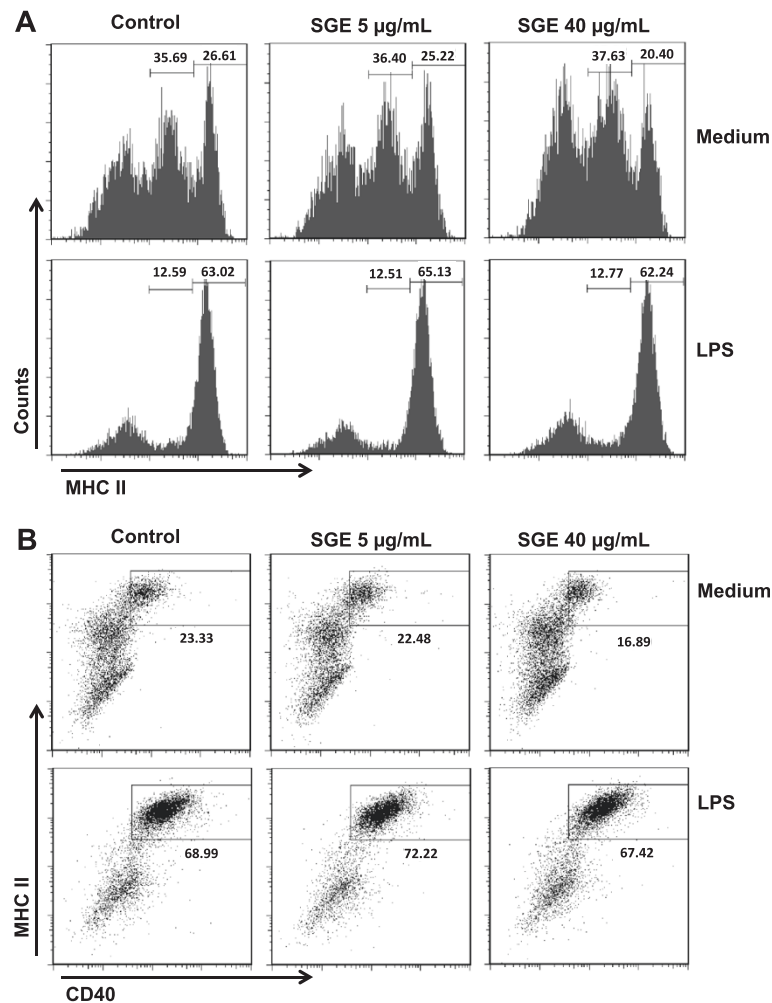 A
Control
SGE 5 µg/mL
SGE 40 µg/mL
35.69
26.61
36.40
25.22
37.63
20.40
Medium
12.59
63.02
12.51
65.13
12.77
62.24
LPS
Counts
MHC II
B
Control
SGE 5 µg/mL
SGE 40 µg/mL
Medium
23.33
22.48
16.89
LPS
68.99
72.22
67.42
MHC II
CD40